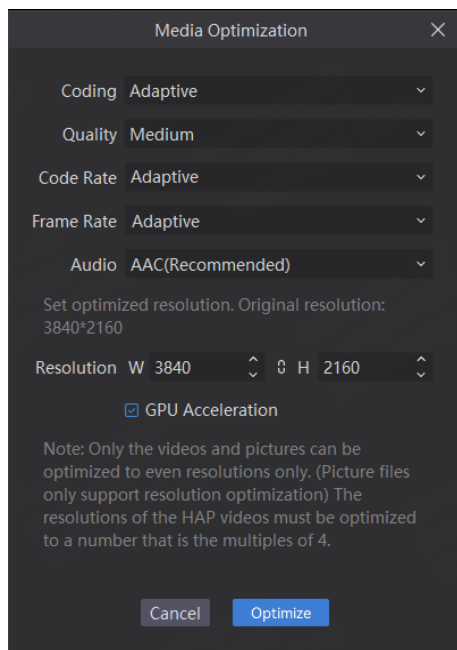 Media Optimization
Coding Adaptive
Quality Medium
Code Rate Adaptive
Frame Rate Adaptive
Audio AAC(Recommended)
Set optimized resolution. Original resolution:
3840*2160
Resolution W 3840 H 2160
GPU Acceleration
Note: Only the videos and pictures can be
optimized to even resolutions only. (Picture files
only support resolution optimization) The
resolutions of the HAP videos must be optimized
to a number that is the multiples of 4.
Cancel Optimize